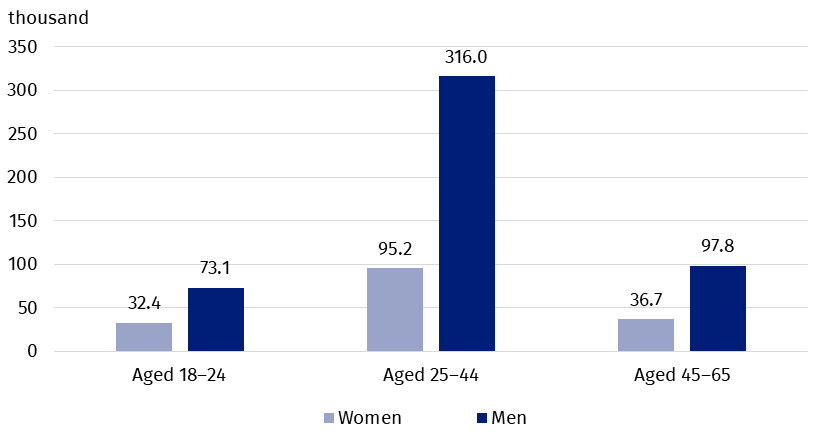 thousand
350
300
250
200
150
100
50
0
32.4
73.1
95.2
316.0
36.7
97.8
Aged 18–24
Aged 25–44
Aged 45–65
Women
Men